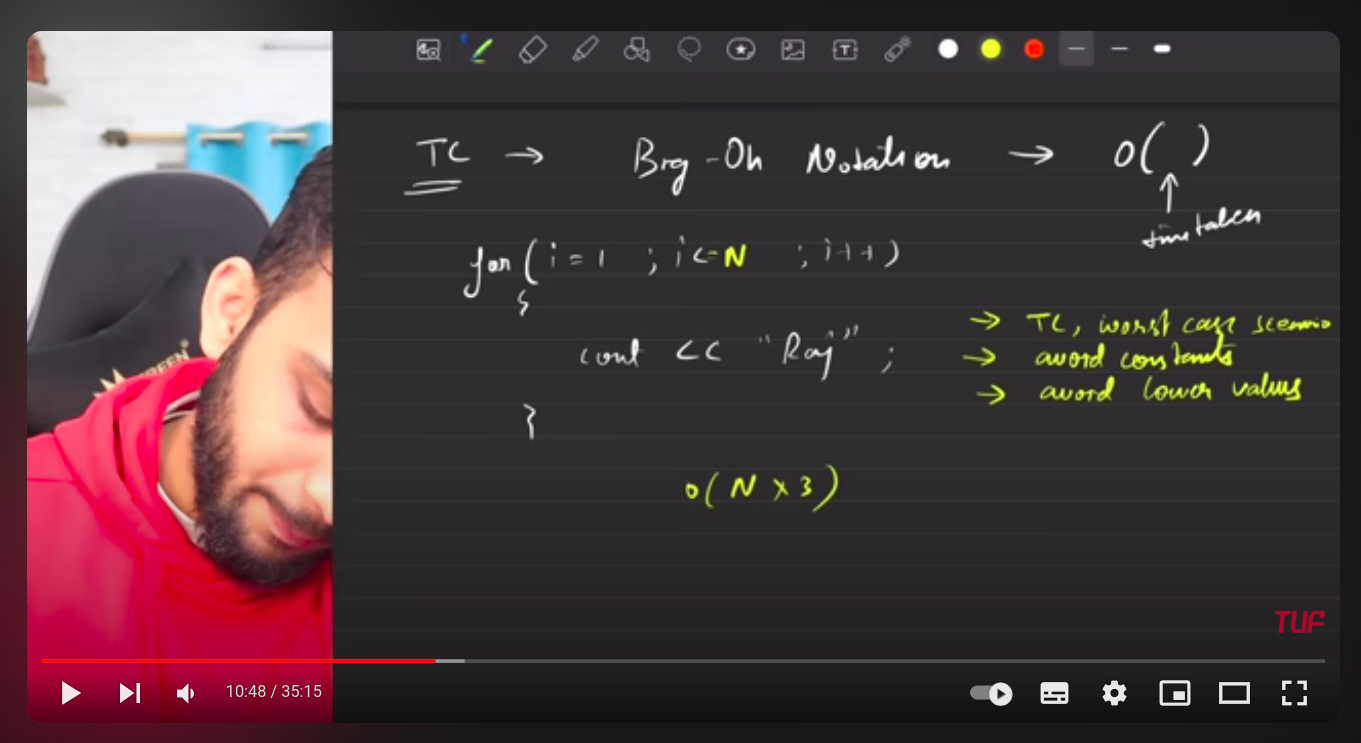 TC → Big-Oh Notation → O( )
↑
time taken
for (i = 1 ; i <= N ; i++)
{
cout << "Raj" ;
}
→ TC, worst case scenario
→ avoid constants
→ avoid lower values
O(N × 3)
TUF
10:48 / 35:15